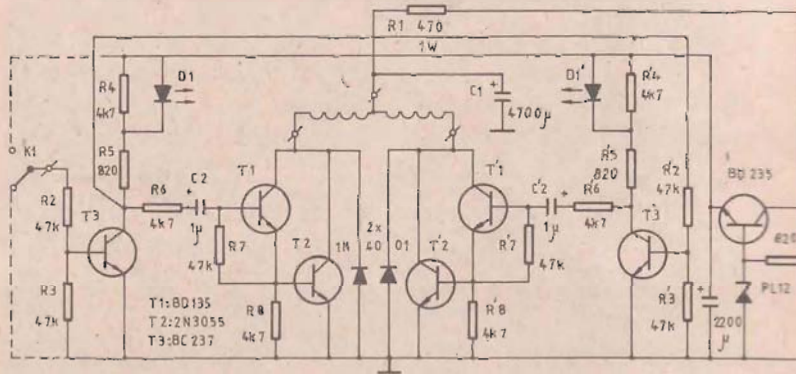 R1 470
1W
R4
4k7
D1
C1 +
4700µ
D1'
R'4
4k7
K1
R5
820
R'5
820
R'2
47k
BD 235
R2
47k
R6
4k7
C2
+
1µ
T1
T'1
C'2
+
1µ
R'6
4k7
T3
T'3
820
R7
47k
T2
1N
2x
40
01
T'2
R'7
47k
PL12
R3
47k
T1:BD135
T2:2N3055
T3:BC237
R8
4k7
R'8
4k7
R'3
47k
+
2200
µ